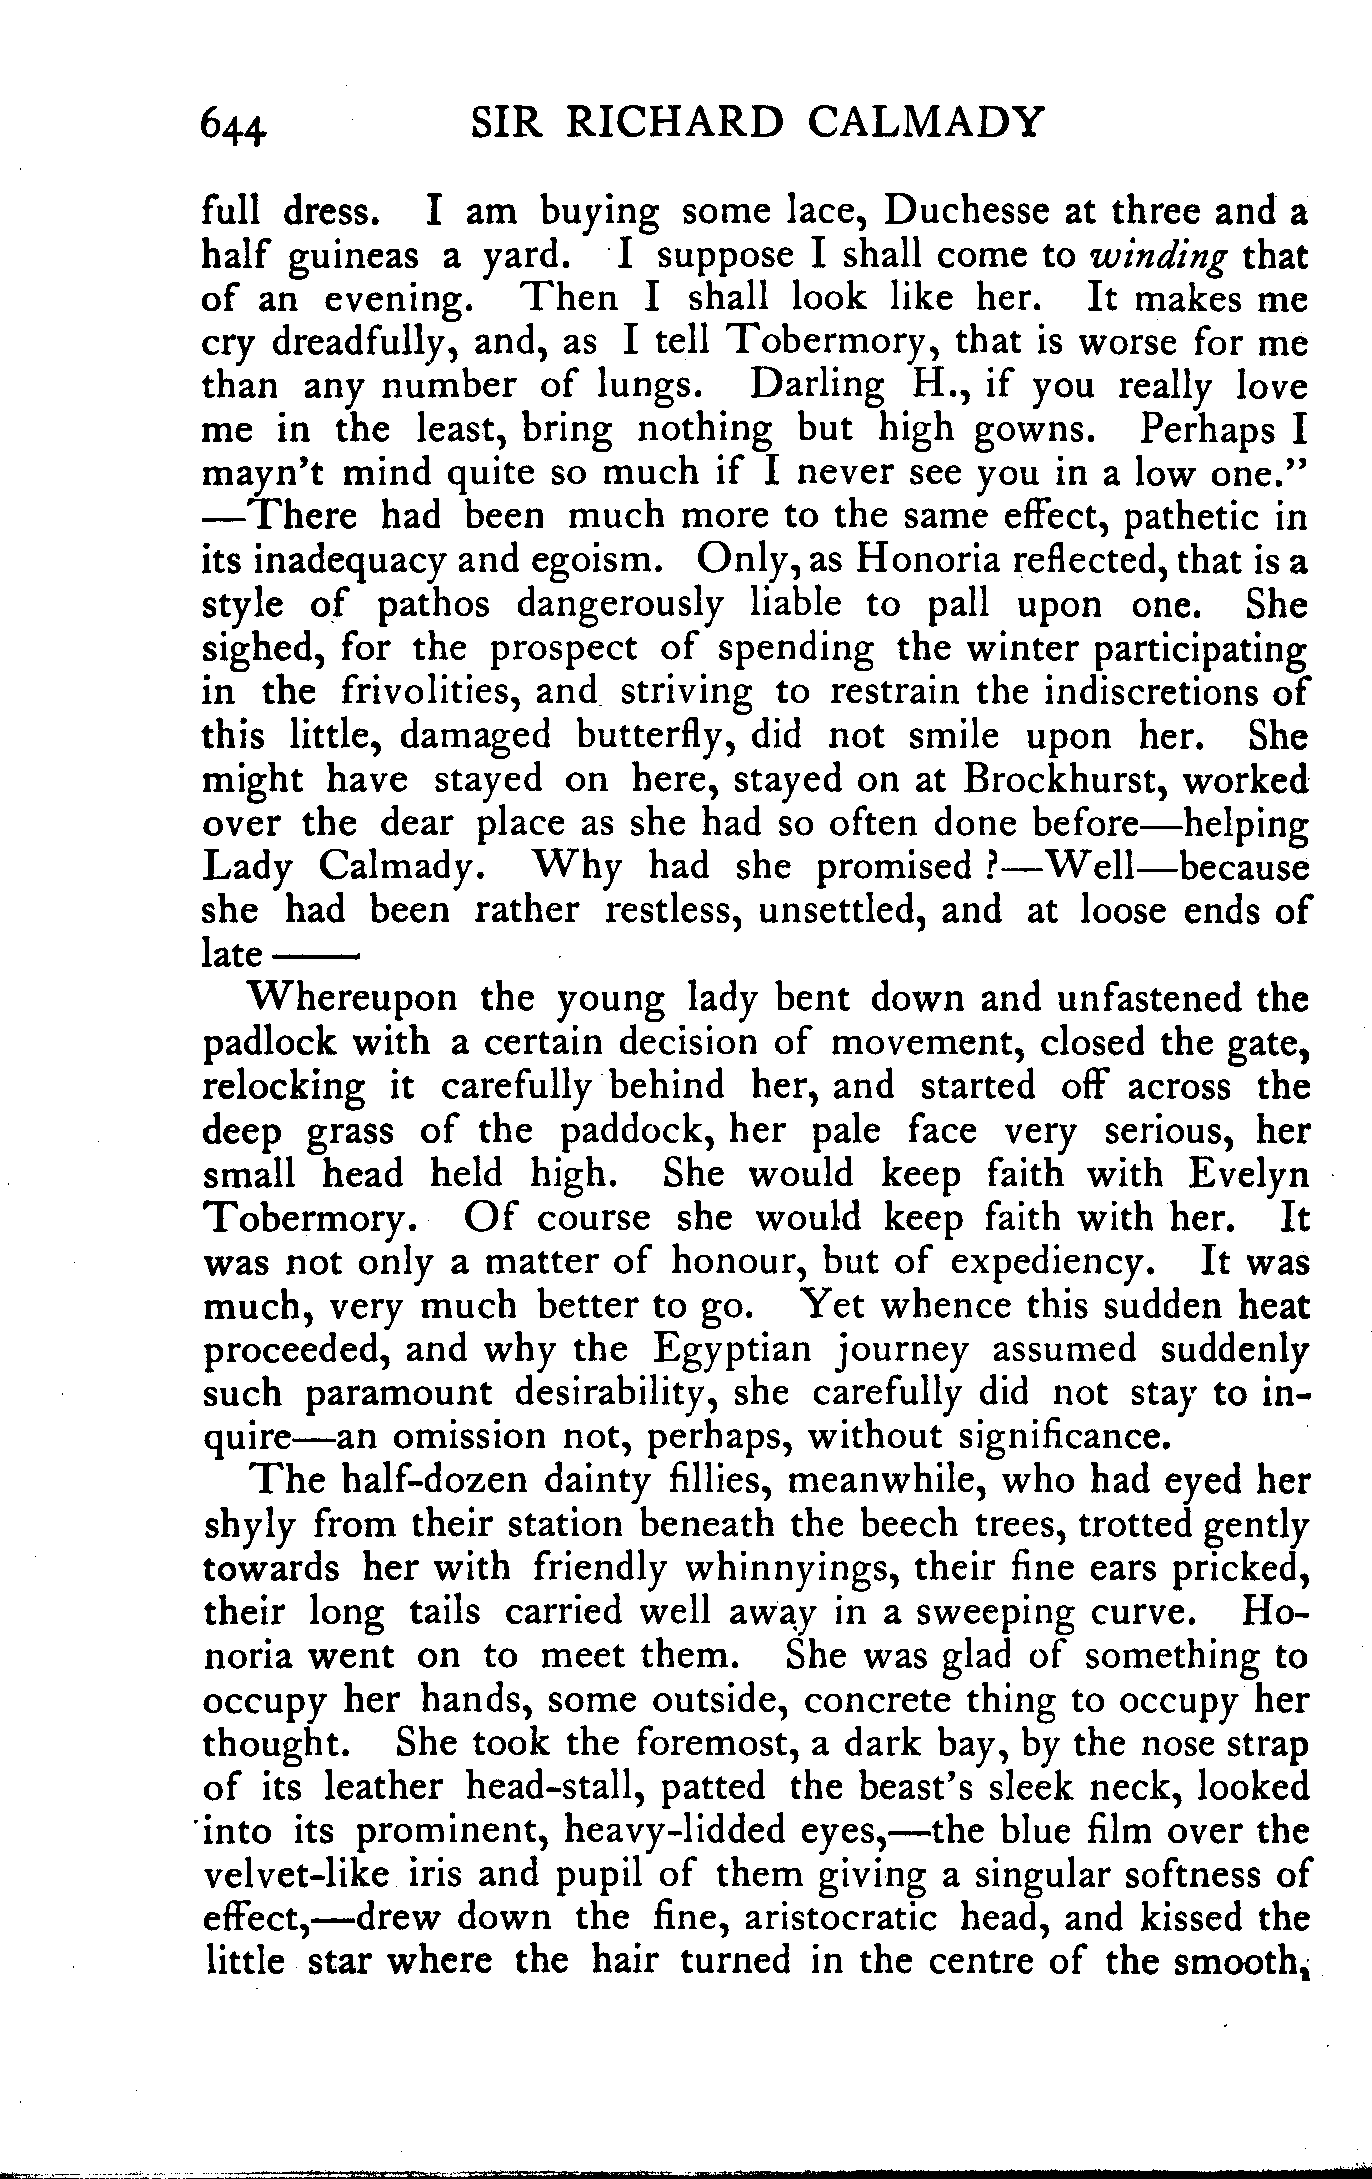 644 SIR RICHARD CALMADY
full dress. I am buying some lace, Duchesse at three and a
half guineas a yard. I suppose I shall come to winding that
of an evening. Then I shall look like her. It makes me
cry dreadfully, and, as I tell Tobermory, that is worse for me
than any number of lungs. Darling H., if you really love
me in the least, bring nothing but high gowns. Perhaps I
mayn't mind quite so much if I never see you in a low one."
—There had been much more to the same effect, pathetic in
its inadequacy and egoism. Only, as Honoria reflected, that is a
style of pathos dangerously liable to pall upon one. She
sighed, for the prospect of spending the winter participating
in the frivolities, and striving to restrain the indiscretions of
this little, damaged butterfly, did not smile upon her. She
might have stayed on here, stayed on at Brockhurst, worked
over the dear place as she had so often done before—helping
Lady Calmady. Why had she promised ?—Well—because
she had been rather restless, unsettled, and at loose ends of
late ——
Whereupon the young lady bent down and unfastened the
padlock with a certain decision of movement, closed the gate,
relocking it carefully behind her, and started off across the
deep grass of the paddock, her pale face very serious, her
small head held high. She would keep faith with Evelyn
Tobermory. Of course she would keep faith with her. It
was not only a matter of honour, but of expediency. It was
much, very much better to go. Yet whence this sudden heat
proceeded, and why the Egyptian journey assumed suddenly
such paramount desirability, she carefully did not stay to in-
quire—an omission not, perhaps, without significance.
The half-dozen dainty fillies, meanwhile, who had eyed her
shyly from their station beneath the beech trees, trotted gently
towards her with friendly whinnyings, their fine ears pricked,
their long tails carried well away in a sweeping curve. Ho-
noria went on to meet them. She was glad of something to
occupy her hands, some outside, concrete thing to occupy her
thought. She took the foremost, a dark bay, by the nose strap
of its leather head-stall, patted the beast's sleek neck, looked
into its prominent, heavy-lidded eyes,—the blue film over the
velvet-like iris and pupil of them giving a singular softness of
effect,—drew down the fine, aristocratic head, and kissed the
little star where the hair turned in the centre of the smooth,